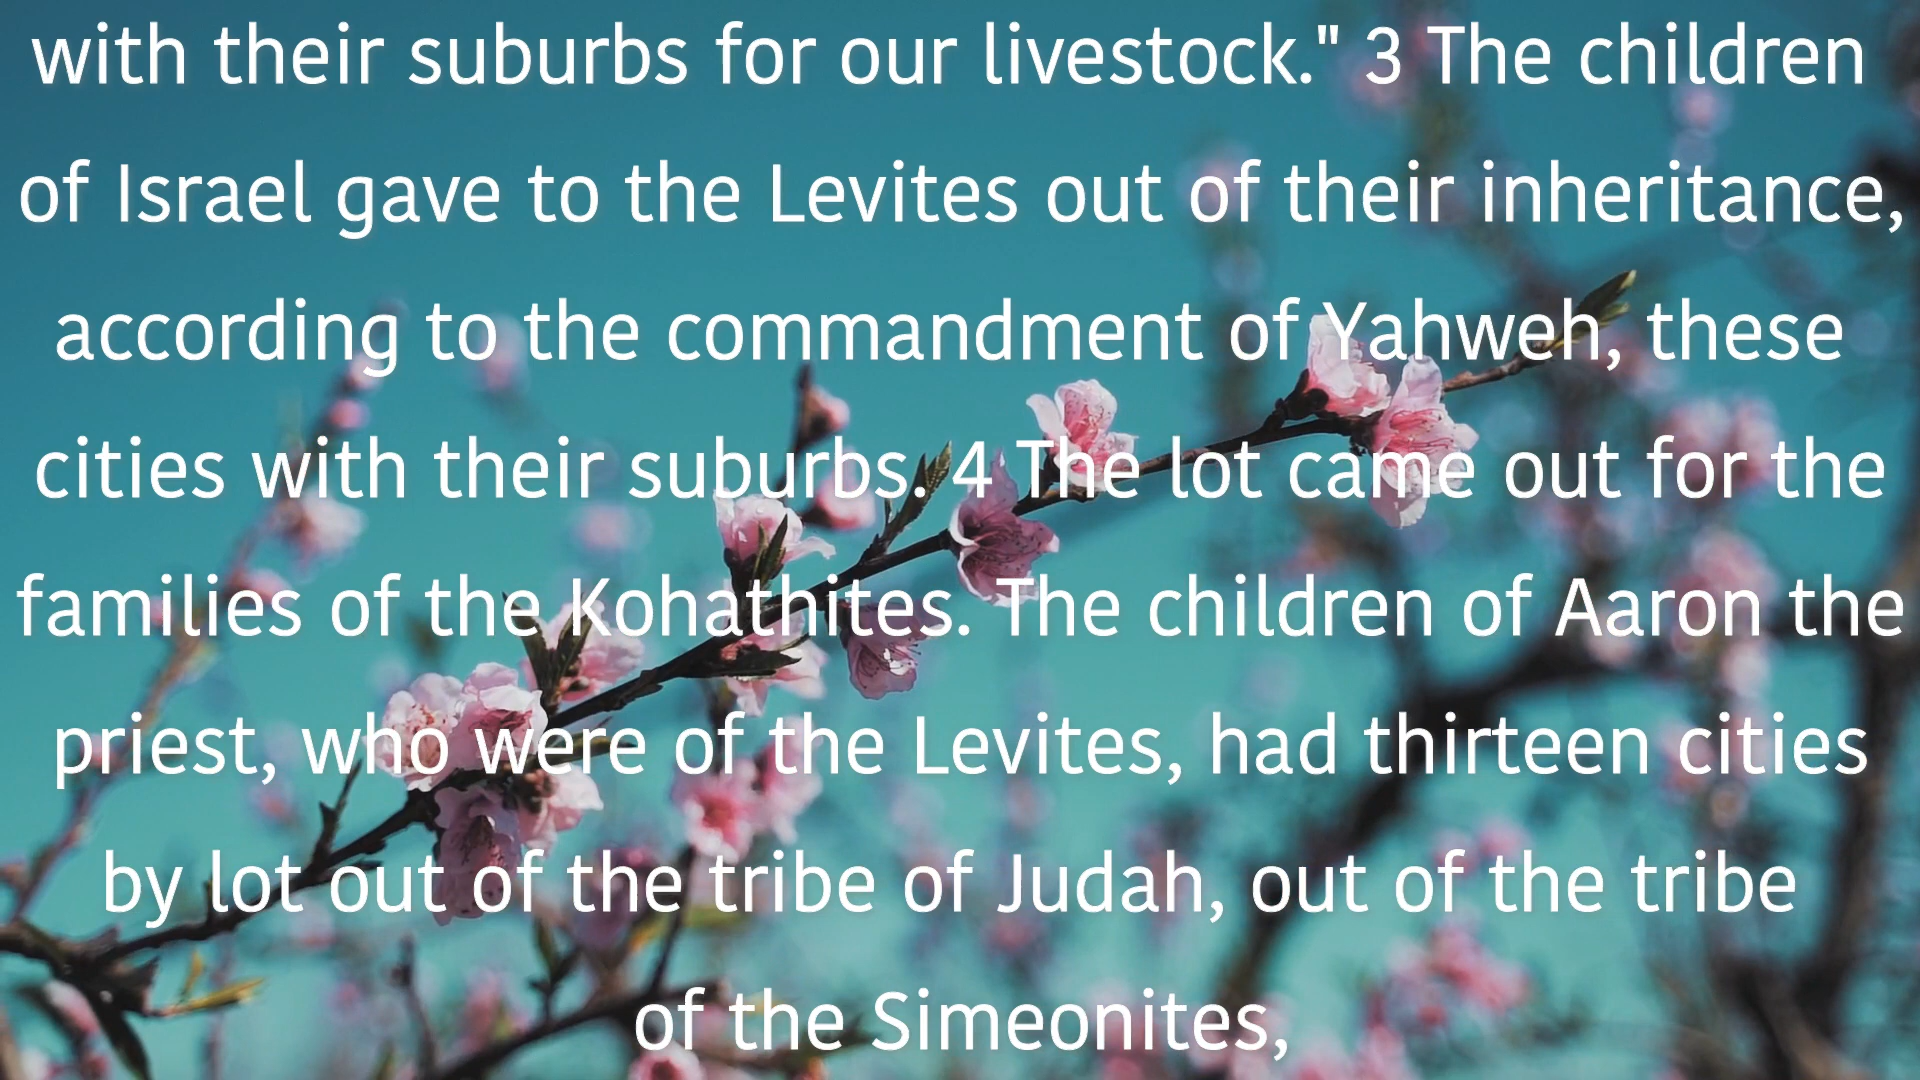 with their suburbs for our livestock." 3 The children
of Israel gave to the Levites out of their inheritance,
according to the commandment of Yahweh, these
cities with their suburbs. 4 The lot came out for the
families of the Kohathites. The children of Aaron the
priest, who were of the Levites, had thirteen cities
by lot out of the tribe of Judah, out of the tribe
of the Simeonites,